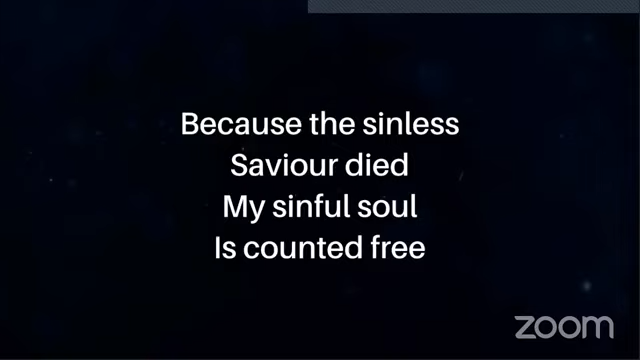 Because the sinless
Saviour died
My sinful soul
Is counted free
zoom